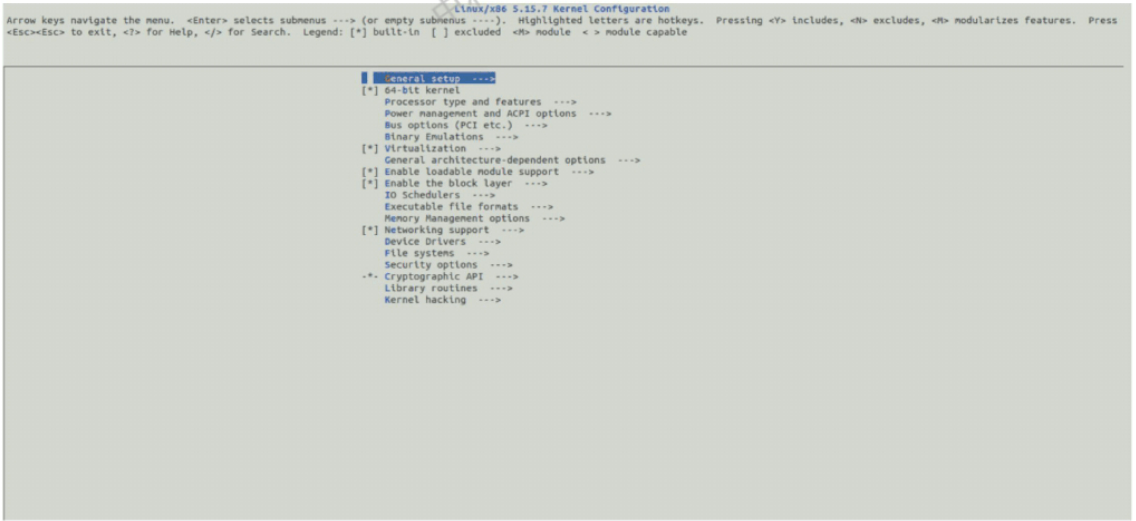 Linux/x86 5.15.7 Kernel Configuration
Arrow keys navigate the menu.  <Enter> selects submenus ---> (or empty submenus ----).  Highlighted letters are hotkeys.  Pressing <Y> includes, <N> excludes, <M> modularizes features.  Press
<Esc><Esc> to exit, <?> for Help, </> for Search.  Legend: [*] built-in  [ ] excluded  <M> module  < > module capable
General setup  --->
[*] 64-bit kernel
Processor type and features  --->
Power management and ACPI options  --->
Bus options (PCI etc.)  --->
Binary Emulations  --->
[*] Virtualization  --->
General architecture-dependent options  --->
[*] Enable loadable module support  --->
[*] Enable the block layer  --->
IO Schedulers  --->
Executable file formats  --->
Memory Management options  --->
[*] Networking support  --->
Device Drivers  --->
File systems  --->
Security options  --->
-*- Cryptographic API  --->
Library routines  --->
Kernel hacking  --->